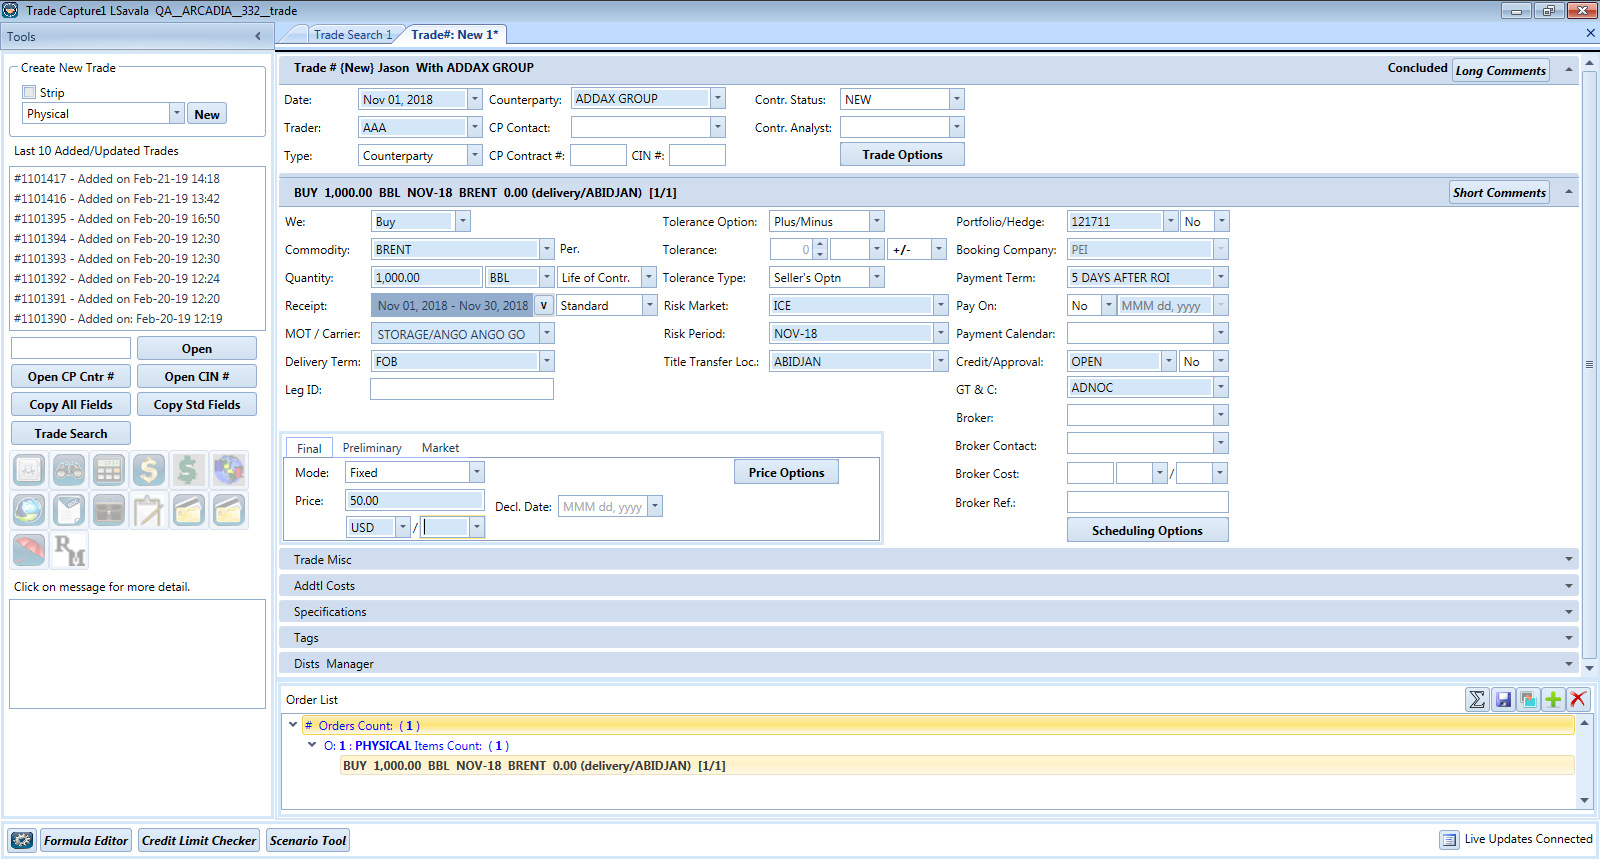 Trade Capture1 LSavala QA__ARCADIA__332__trade
Tools
Trade Search 1
Trade#: New 1*
Create New Trade
Strip
Physical
New
Last 10 Added/Updated Trades
#1101417 - Added on Feb-21-19 14:18
#1101416 - Added on Feb-21-19 13:42
#1101395 - Added on Feb-20-19 16:50
#1101394 - Added on Feb-20-19 12:30
#1101393 - Added on Feb-20-19 12:30
#1101392 - Added on Feb-20-19 12:24
#1101391 - Added on Feb-20-19 12:20
#1101390 - Added on: Feb-20-19 12:19
Open
Open CP Cntr # Open CIN #
Copy All Fields Copy Std Fields
Trade Search
RM
Click on message for more detail.
Trade # {New} Jason With ADDAX GROUP Concluded Long Comments
Date: Nov 01, 2018 Counterparty: ADDAX GROUP Contr. Status: NEW
Trader: AAA CP Contact: Contr. Analyst:
Type: Counterparty CP Contract #: CIN #: Trade Options
BUY 1,000.00 BBL NOV-18 BRENT 0.00 (delivery/ABIDJAN) [1/1] Short Comments
We: Buy Tolerance Option: Plus/Minus Portfolio/Hedge: 121711 No
Commodity: BRENT Per. Tolerance: 0 +/- Booking Company: PEI
Quantity: 1,000.00 BBL Life of Contr. Tolerance Type: Seller's Optn Payment Term: 5 DAYS AFTER ROI
Receipt: Nov 01, 2018 - Nov 30, 2018 v Standard Risk Market: ICE Pay On: No MMM dd, yyyy
MOT / Carrier: STORAGE/ANGO ANGO GO Risk Period: NOV-18 Payment Calendar:
Delivery Term: FOB Title Transfer Loc.: ABIDJAN Credit/Approval: OPEN No
Leg ID: GT & C: ADNOC
Broker:
Broker Contact:
Broker Cost: /
Broker Ref.:
Scheduling Options
Final Preliminary Market
Mode: Fixed Price Options
Price: 50.00 Decl. Date: MMM dd, yyyy
USD /
Trade Misc
Addtl Costs
Specifications
Tags
Dists Manager
Order List
# Orders Count: ( 1 )
O: 1 : PHYSICAL Items Count: ( 1 )
BUY 1,000.00 BBL NOV-18 BRENT 0.00 (delivery/ABIDJAN) [1/1]
Formula Editor Credit Limit Checker Scenario Tool Live Updates Connected